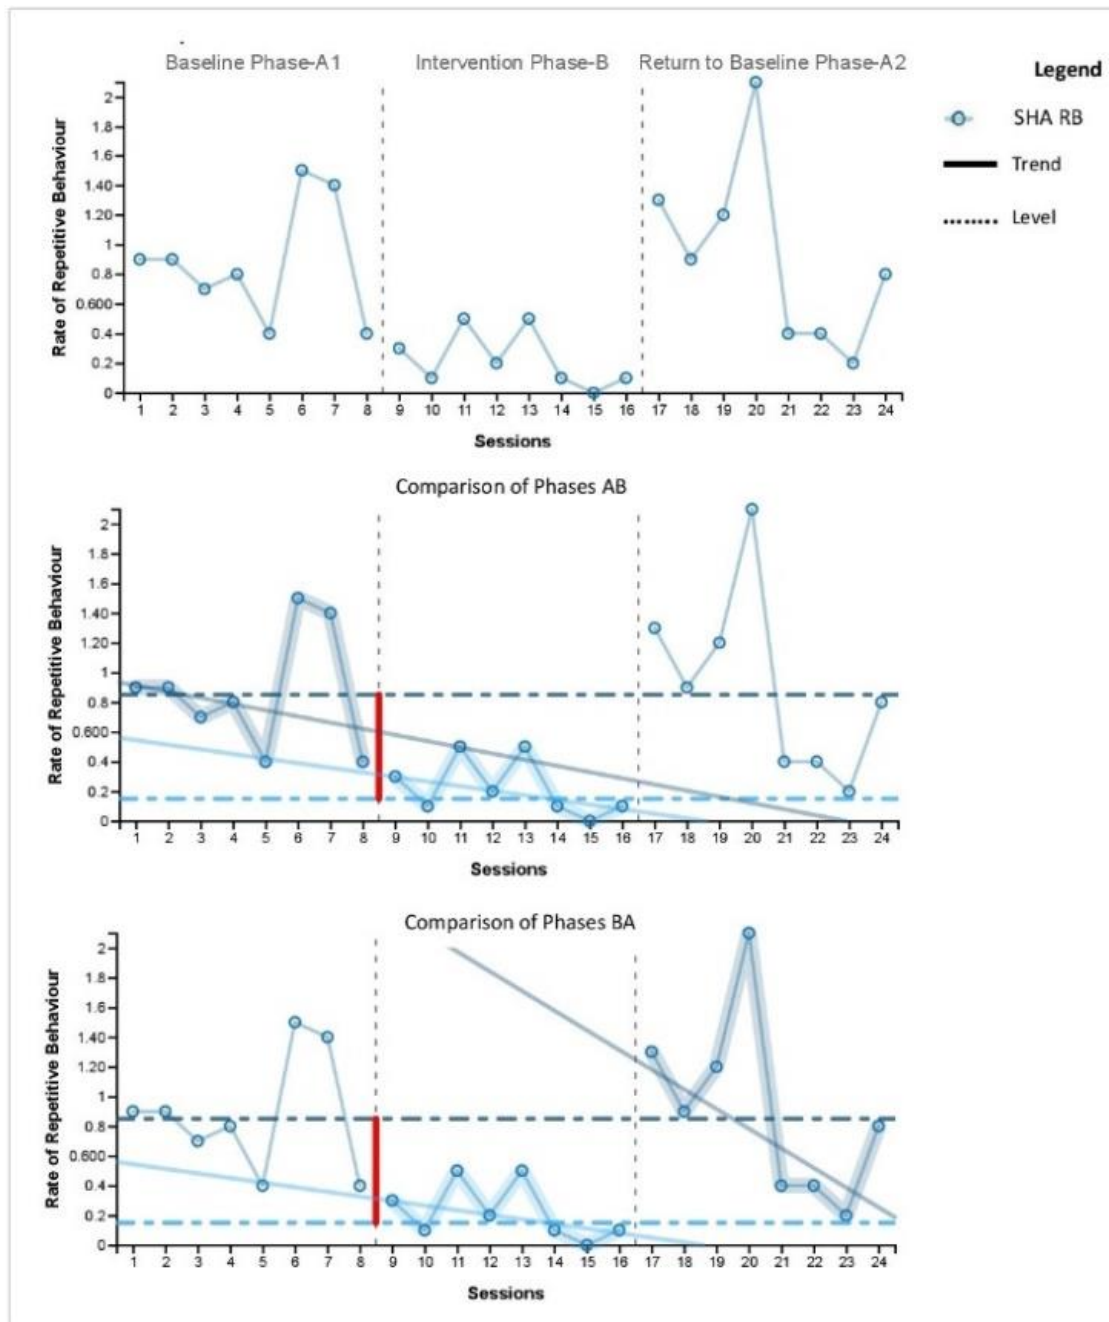 Baseline Phase-A1 Intervention Phase-B Return to Baseline Phase-A2
Legend
SHA RB
Trend
Level
Rate of Repetitive Behaviour
2
1.8
1.6
1.40
1.20
1
0.8
0.600
0.4
0.2
0
1 2 3 4 5 6 7 8 9 10 11 12 13 14 15 16 17 18 19 20 21 22 23 24
Sessions
Comparison of Phases AB
Rate of Repetitive Behaviour
2
1.8
1.6
1.40
1.20
1
0.8
0.600
0.4
0.2
0
1 2 3 4 5 6 7 8 9 10 11 12 13 14 15 16 17 18 19 20 21 22 23 24
Sessions
Comparison of Phases BA
Rate of Repetitive Behaviour
2
1.8
1.6
1.40
1.20
1
0.8
0.600
0.4
0.2
0
1 2 3 4 5 6 7 8 9 10 11 12 13 14 15 16 17 18 19 20 21 22 23 24
Sessions